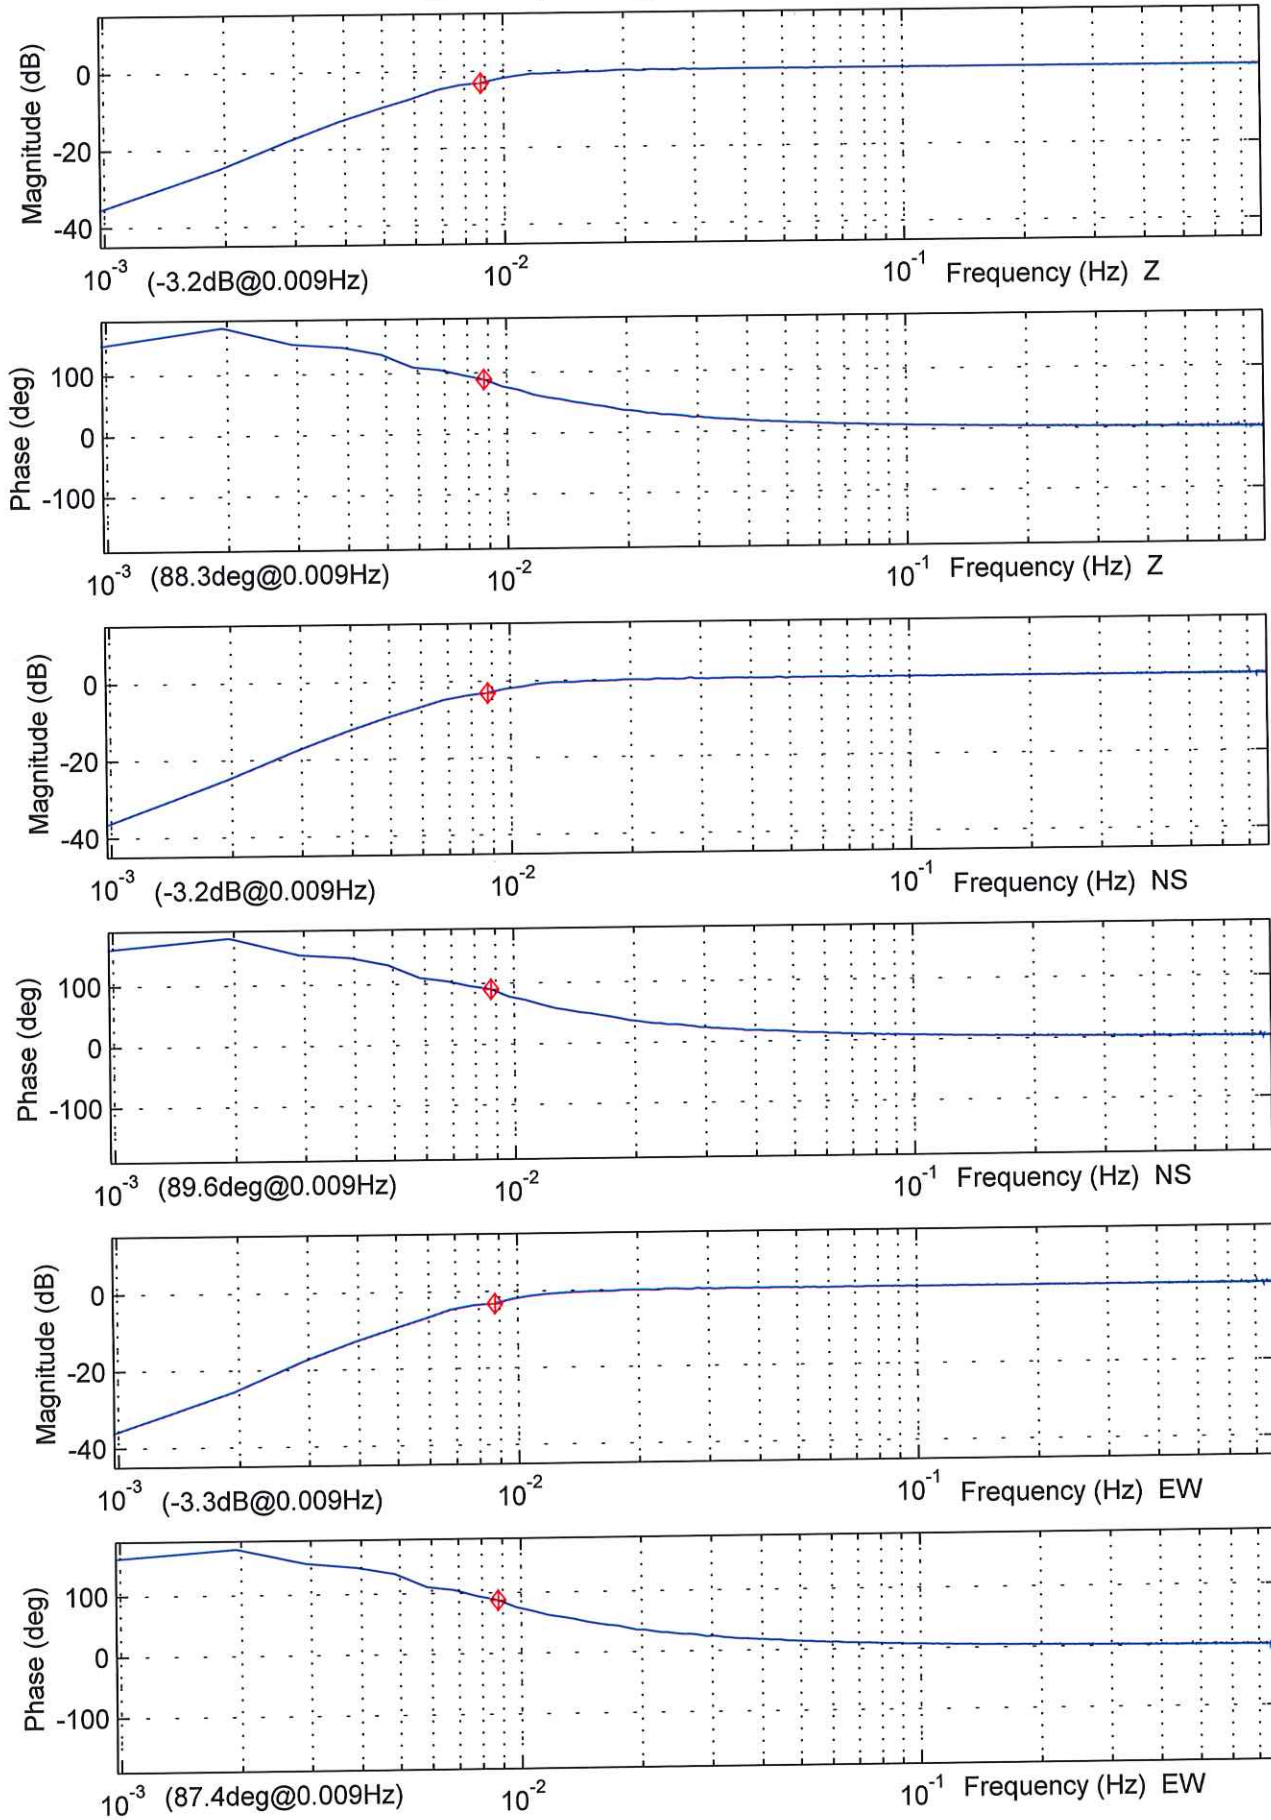 Magnitude (dB)
0
-20
-40
10-3 (-3.2dB@0.009Hz) 10-2 10-1 Frequency (Hz) Z
Phase (deg)
100
0
-100
10-3 (88.3deg@0.009Hz) 10-2 10-1 Frequency (Hz) Z
Magnitude (dB)
0
-20
-40
10-3 (-3.2dB@0.009Hz) 10-2 10-1 Frequency (Hz) NS
Phase (deg)
100
0
-100
10-3 (89.6deg@0.009Hz) 10-2 10-1 Frequency (Hz) NS
Magnitude (dB)
0
-20
-40
10-3 (-3.3dB@0.009Hz) 10-2 10-1 Frequency (Hz) EW
Phase (deg)
100
0
-100
10-3 (87.4deg@0.009Hz) 10-2 10-1 Frequency (Hz) EW